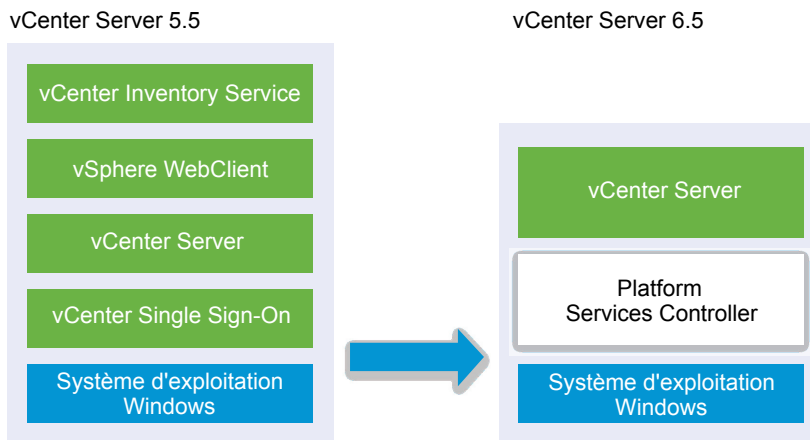 vCenter Server 5.5
vCenter Inventory Service
vSphere WebClient
vCenter Server
vCenter Single Sign-On
Système d'exploitation
Windows
vCenter Server 6.5
vCenter Server
Platform
Services Controller
Système d'exploitation
Windows